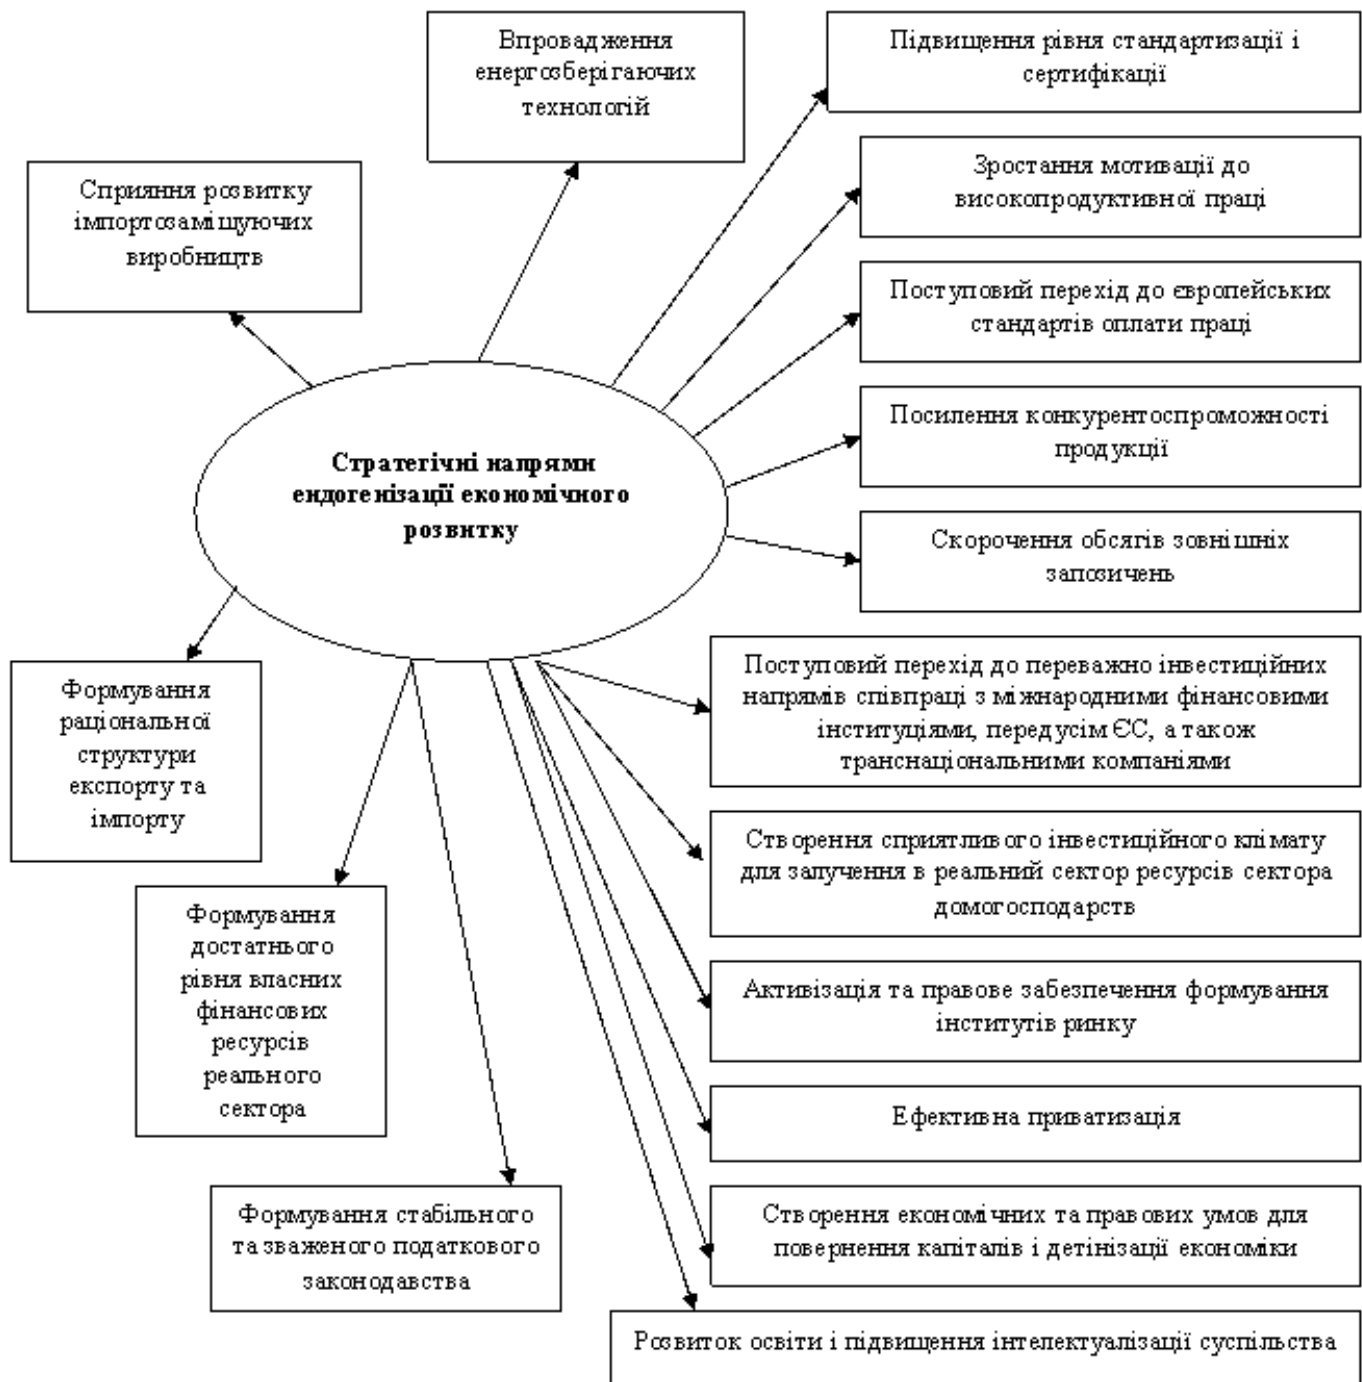 Впровадження
енергозберігаючих
технологій
Підвищення рівня стандартизації і
сертифікації
Сприяння розвитку
імпортозаміщуючих
виробництв
Зростання мотивації до
високопродуктивної праці
Поступовий перехід до європейських
стандартів оплати праці
Посилення конкурентоспроможності
продукції
Стратегічні напрями
ендогенізації економічного
розвитку
Скорочення обсягів зовнішніх
запозичень
Формування
раціональної
структури
експорту та
імпорту
Поступовий перехід до переважно інвестиційних
напрямів співпраці з міжнародними фінансовими
інституціями, передусім ЄС, а також
транснаціональними компаніями
Створення сприятливого інвестиційного клімату
для залучення в реальний сектор ресурсів сектора
домогосподарств
Формування
достатнього
рівня власних
фінансових
ресурсів
реального
сектора
Активізація та правове забезпечення формування
інститутів ринку
Ефективна приватизація
Формування стабільного
та зваженого податкового
законодавства
Створення економічних та правових умов для
повернення капіталів і детінізації економіки
Розвиток освіти і підвищення інтелектуалізації суспільства